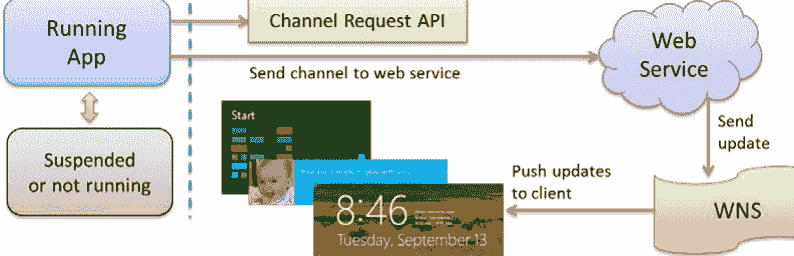 Running
App
Channel Request API
Web
Service
Send channel to web service
Suspended
or not running
Start
Send
update
Push updates
to client
8:46
Tuesday, September 13
WNS